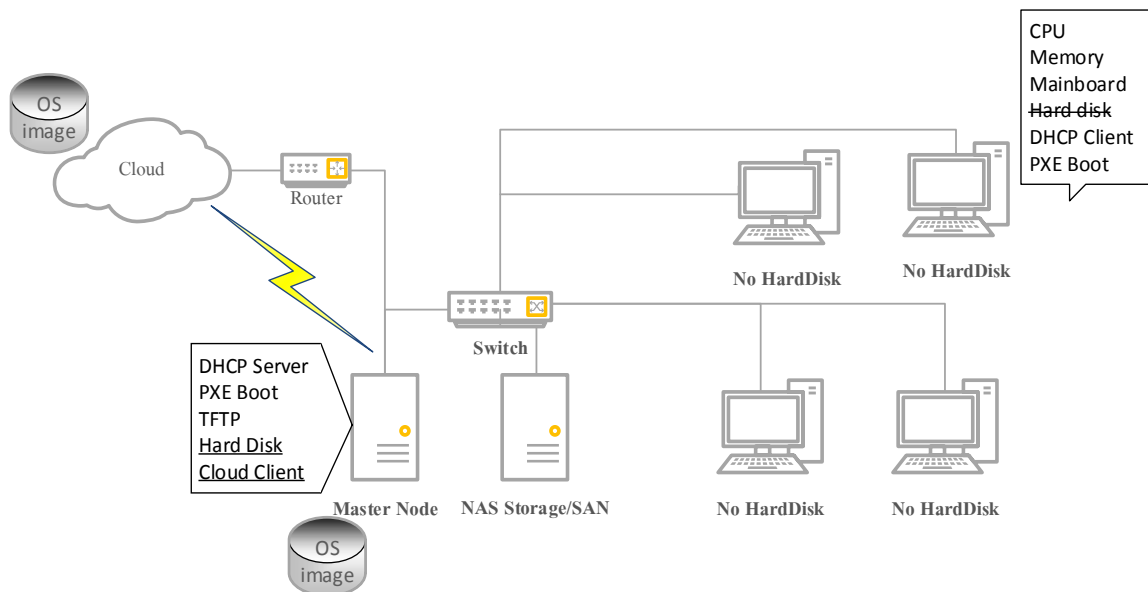 OS
image
Cloud
Router
CPU
Memory
Mainboard
Hard disk
DHCP Client
PXE Boot
No HardDisk
No HardDisk
Switch
DHCP Server
PXE Boot
TFTP
Hard Disk
Cloud Client
Master Node
NAS Storage/SAN
No HardDisk
No HardDisk
OS
image